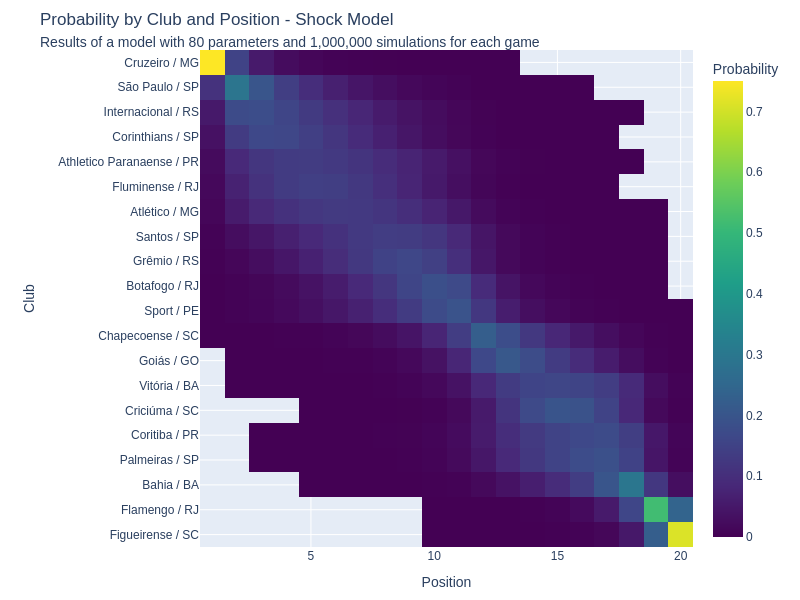 Probability by Club and Position - Shock Model
Results of a model with 80 parameters and 1,000,000 simulations for each game
Probability
Cruzeiro / MG
São Paulo / SP
Internacional / RS
Corinthians / SP
Athletico Paranaense / PR
Fluminense / RJ
Atlético / MG
Santos / SP
Grêmio / RS
Botafogo / RJ
Sport / PE
Chapecoense / SC
Goiás / GO
Vitória / BA
Criciúma / SC
Coritiba / PR
Palmeiras / SP
Bahia / BA
Flamengo / RJ
Figueirense / SC
Club
5
10
15
20
Position
0.7
0.6
0.5
0.4
0.3
0.2
0.1
0